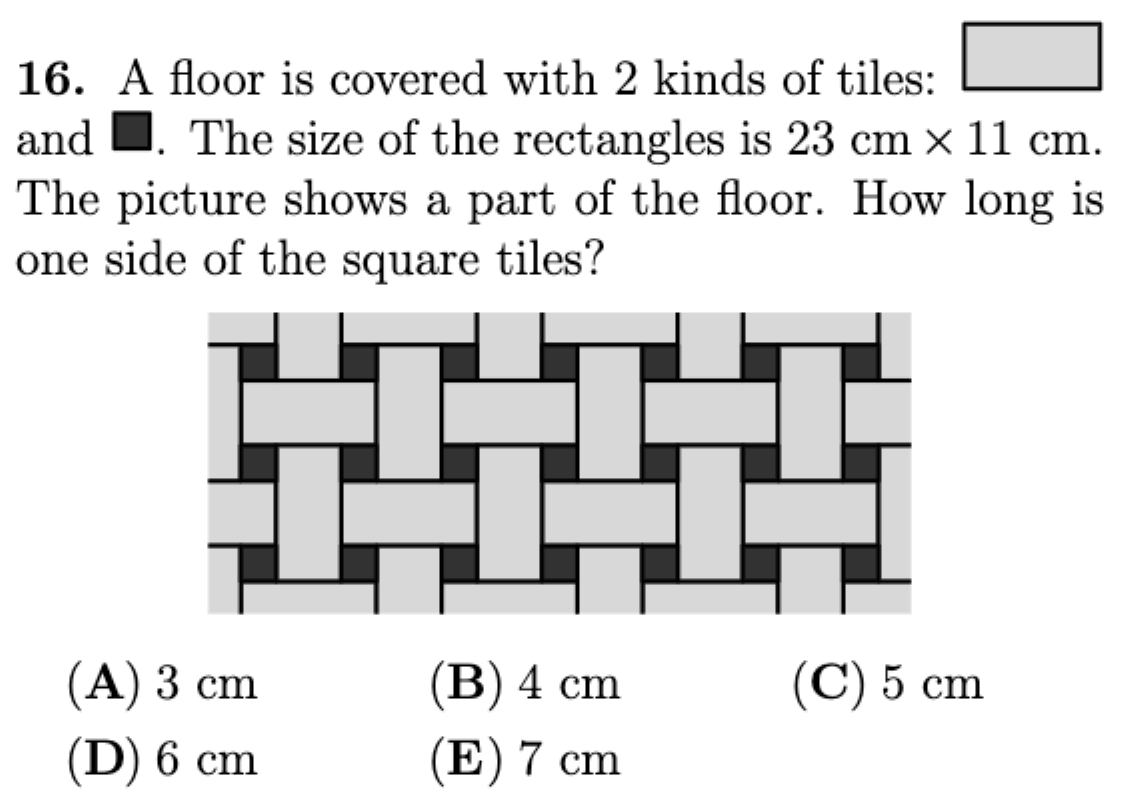 16. A floor is covered with 2 kinds of tiles:
and . The size of the rectangles is 23 cm × 11 cm.
The picture shows a part of the floor. How long is
one side of the square tiles?
(A) 3 cm (B) 4 cm (C) 5 cm
(D) 6 cm (E) 7 cm